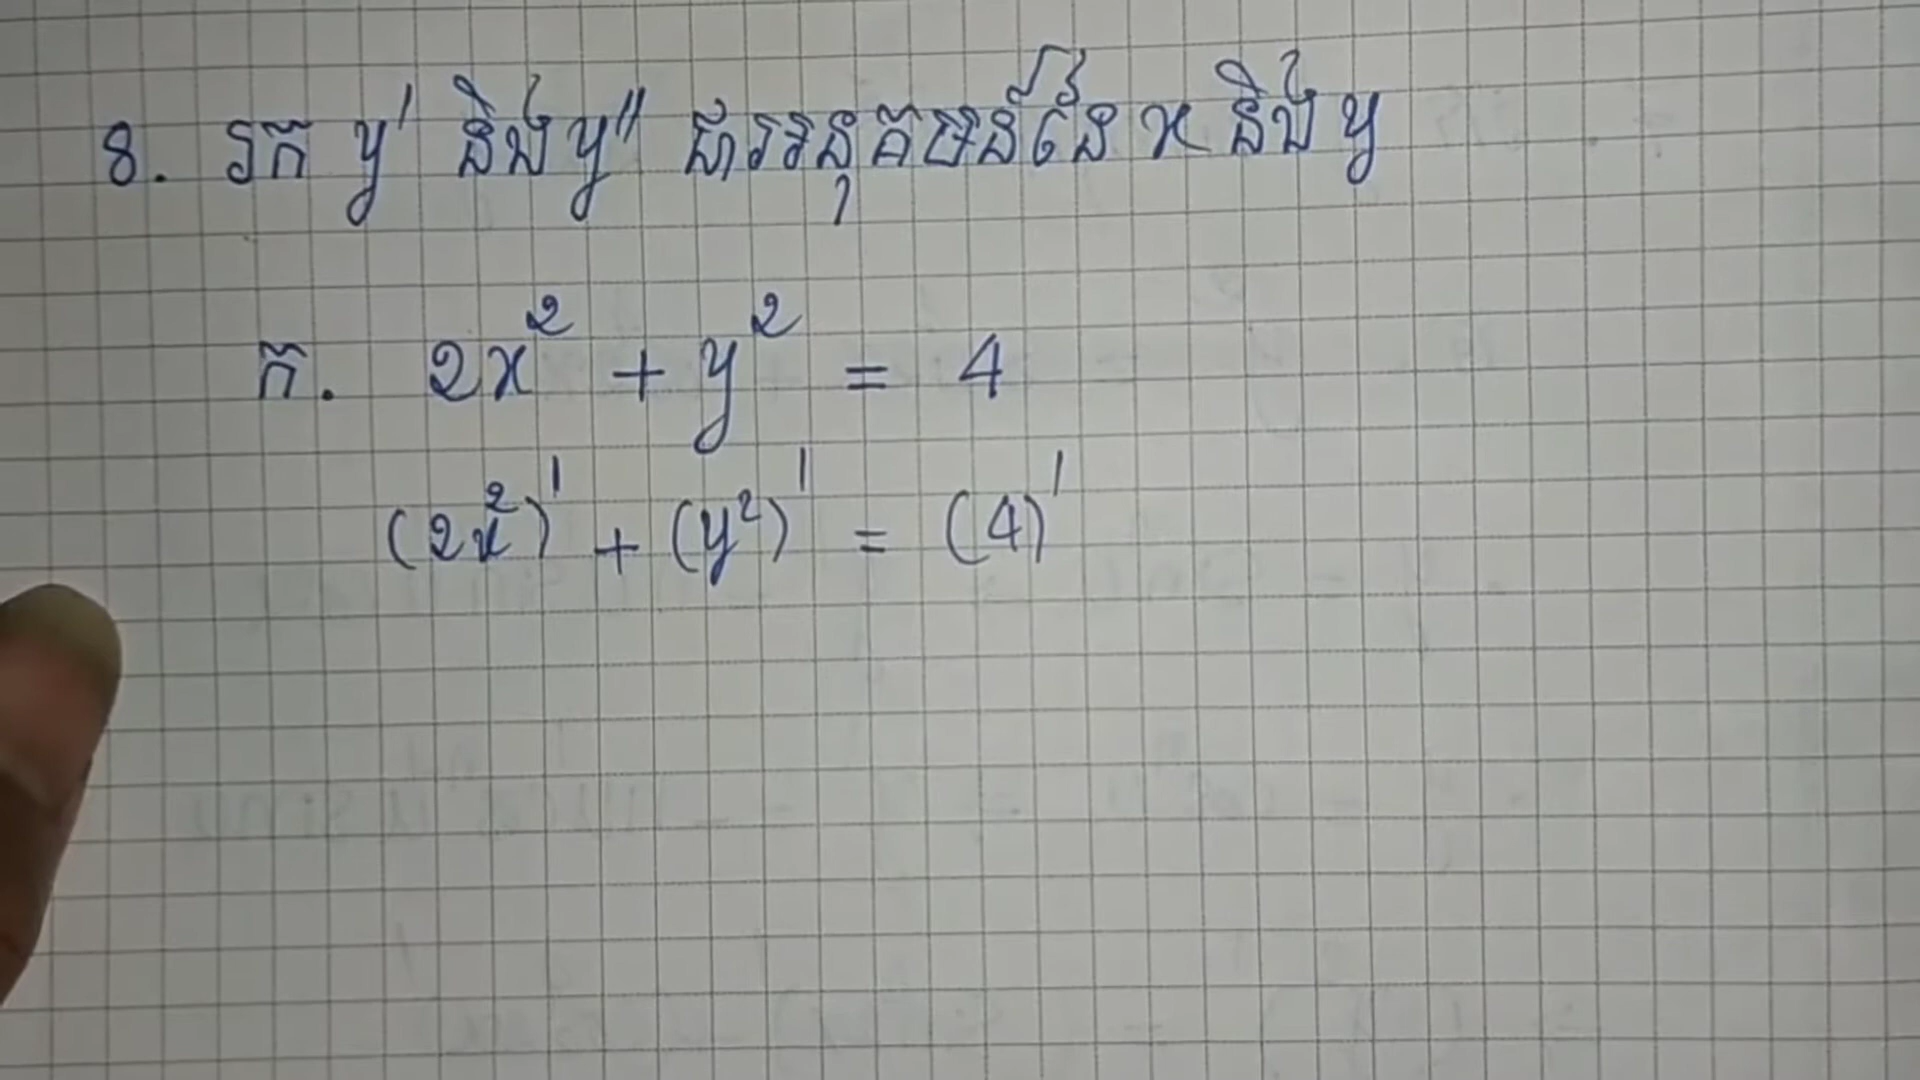 8. រក y' និង y" ជាអនុគមន៍នៃ x និង y
ក. 2x² + y² = 4
(2x²)' + (y²)' = (4)'